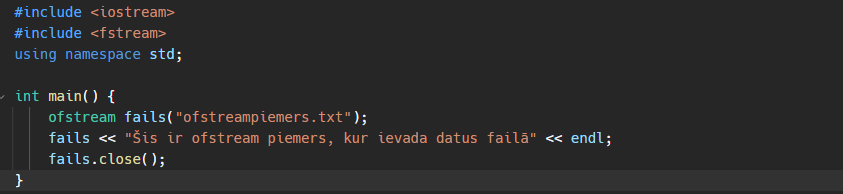 #include <iostream>
#include <fstream>
using namespace std;

int main() {
    ofstream fails("ofstreampiemers.txt");
    fails << "Šis ir ofstream piemers, kur ievada datus failā" << endl;
    fails.close();
}